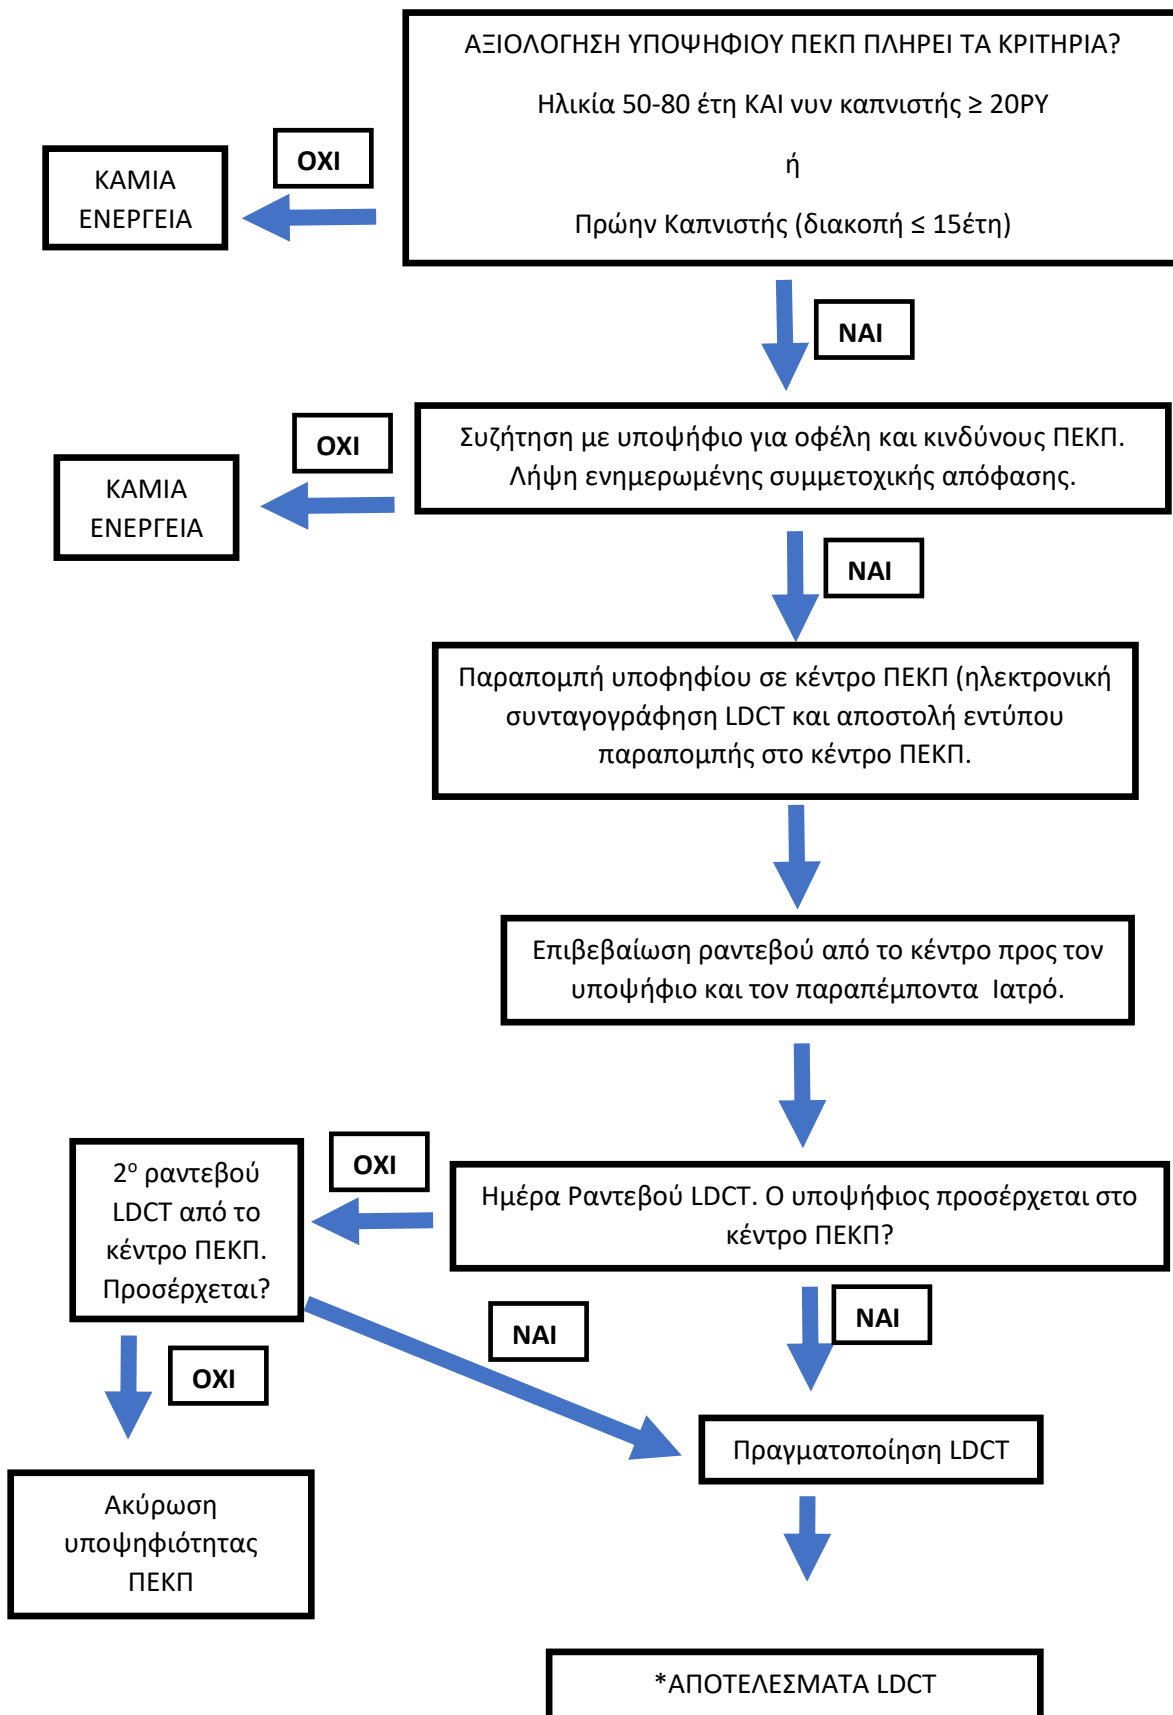 ΑΞΙΟΛΟΓΗΣΗ ΥΠΟΨΗΦΙΟΥ ΠΕΚΠ ΠΛΗΡΕΙ ΤΑ ΚΡΙΤΗΡΙΑ?
Ηλικία 50-80 έτη ΚΑΙ νυν καπνιστής ≥ 20PY
ή
Πρώην Καπνιστής (διακοπή ≤ 15έτη)
ΟΧΙ
ΚΑΜΙΑ
ΕΝΕΡΓΕΙΑ
ΝΑΙ
Συζήτηση με υποψήφιο για οφέλη και κινδύνους ΠΕΚΠ.
Λήψη ενημερωμένης συμμετοχικής απόφασης.
ΟΧΙ
ΚΑΜΙΑ
ΕΝΕΡΓΕΙΑ
ΝΑΙ
Παραπομπή υποφηφίου σε κέντρο ΠΕΚΠ (ηλεκτρονική
συνταγογράφηση LDCT και αποστολή εντύπου
παραπομπής στο κέντρο ΠΕΚΠ.
Επιβεβαίωση ραντεβού από το κέντρο προς τον
υποψήφιο και τον παραπέμποντα  Ιατρό.
Ημέρα Ραντεβού LDCT. Ο υποψήφιος προσέρχεται στο
κέντρο ΠΕΚΠ?
ΟΧΙ
2ο ραντεβού
LDCT από το
κέντρο ΠΕΚΠ.
Προσέρχεται?
ΝΑΙ
ΝΑΙ
ΟΧΙ
Πραγματοποίηση LDCT
Ακύρωση
υποψηφιότητας
ΠΕΚΠ
*ΑΠΟΤΕΛΕΣΜΑΤΑ LDCT